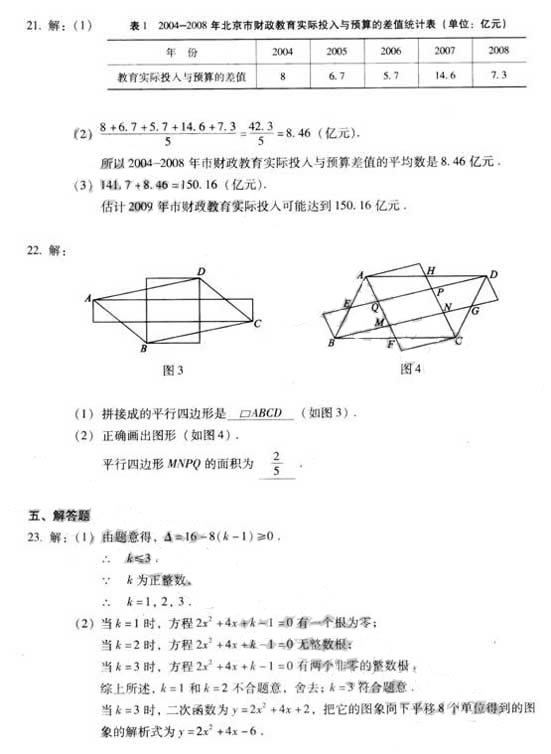 21. 解：(1) 表1 2004—2008年北京市财政教育实际投入与预算的差值统计表（单位：亿元）
年 份 2004 2005 2006 2007 2008
教育实际投入与预算的差值 8 6.7 5.7 14.6 7.3
(2) (8+6.7+5.7+14.6+7.3)/5 = 42.3/5 = 8.46（亿元）.
所以2004—2008年市财政教育实际投入与预算差值的平均数是8.46亿元.
(3) 141.7+8.46=150.16（亿元）.
估计2009年市财政教育实际投入可能达到150.16亿元.
22. 解：
D
A
C
B
图3
A H D
E Q P
M N G
B F C
图4
(1) 拼接成的平行四边形是 □ABCD （如图3）.
(2) 正确画出图形（如图4）.
平行四边形MNPQ的面积为 2/5 .
五、解答题
23. 解：(1) 由题意得，Δ=16-8(k-1)≥0.
∴ k≤3.
∵ k为正整数，
∴ k=1, 2, 3.
(2) 当k=1时，方程2x²+4x+k-1=0有一个根为零；
当k=2时，方程2x²+4x+k-1=0无整数根；
当k=3时，方程2x²+4x+k-1=0有两个非零的整数根.
综上所述，k=1和k=2不合题意，舍去；k=3符合题意.
当k=3时，二次函数为y=2x²+4x+2，把它的图象向下平移8个单位得到的图
象的解析式为y=2x²+4x-6.